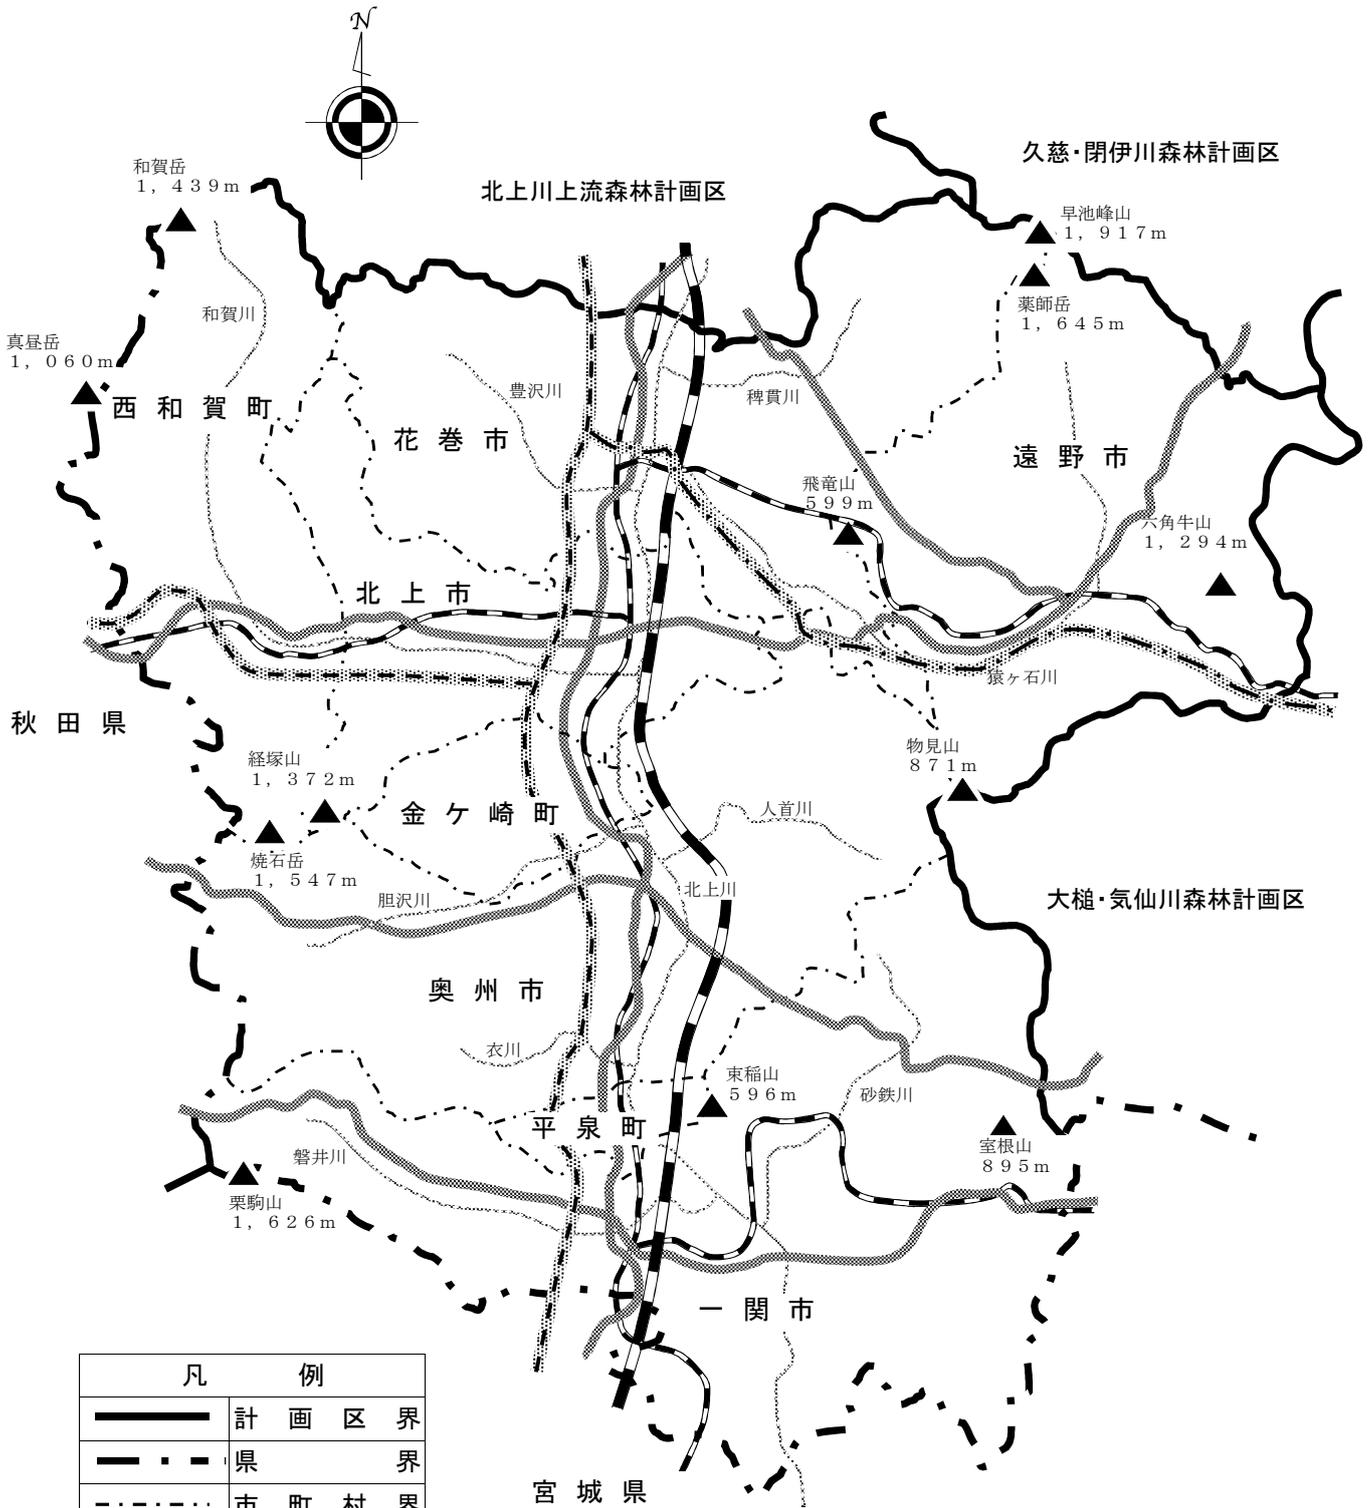 N
久慈・閉伊川森林計画区
和賀岳
1,439m
北上川上流森林計画区
早池峰山
1,917m
薬師岳
1,645m
和賀川
真昼岳
1,060m
西和賀町
豊沢川
稗貫川
花巻市
遠野市
飛竜山
599m
六角牛山
1,294m
北上市
猿ヶ石川
秋田県
物見山
871m
経塚山
1,372m
金ケ崎町
人首川
焼石岳
1,547m
北上川
胆沢川
大槌・気仙川森林計画区
奥州市
衣川
束稲山
596m
砂鉄川
平泉町
室根山
895m
磐井川
栗駒山
1,626m
一関市
凡例
計画区界
県界
市町村界
宮城県